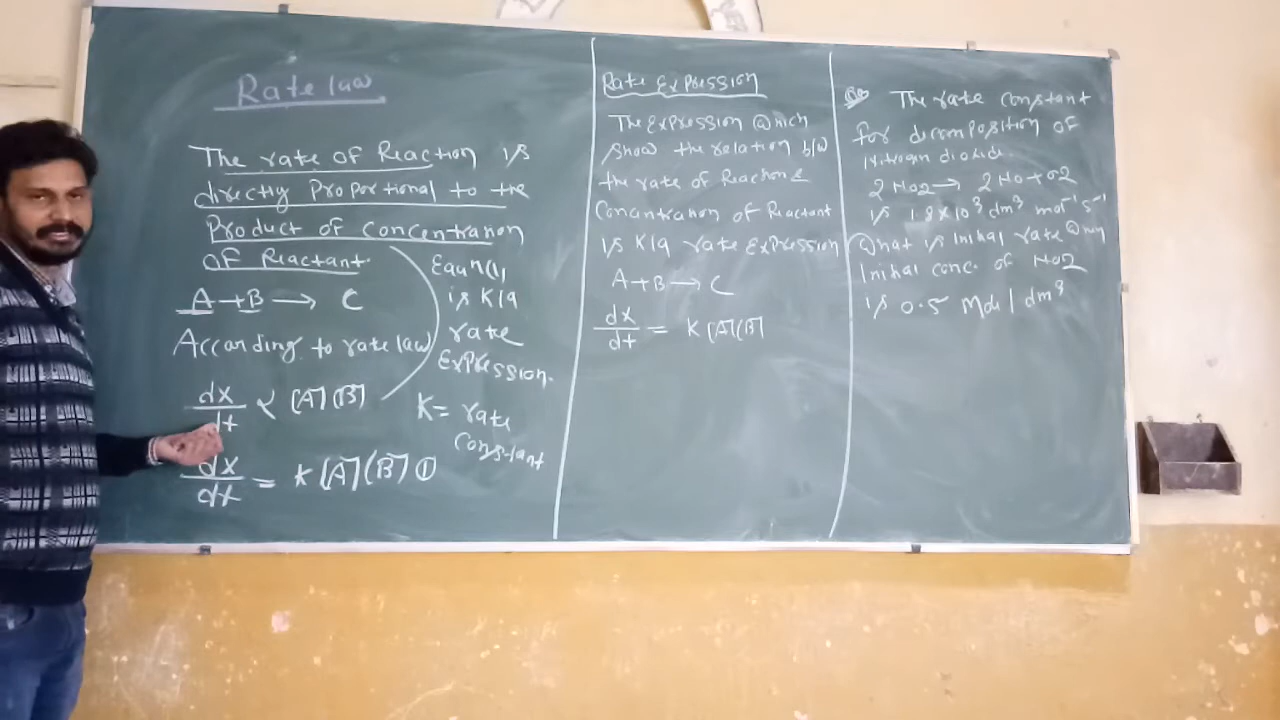 Rate law
The rate of Reaction is
directly Proportional to the
Product of Concentration
of Reactant
A + B → C
According to rate law
dx/dt ∝ [A] [B]
dx/dt = K [A] [B] ①
Equn (1)
is K/a
rate
Expression.
K = rate
Constant
Rate Expression
The Expression which
show the relation b/w
the rate of Reaction &
Concentration of Reactant
is K/a rate Expression
A + B → C
dx/dt = K [A] [B]
The rate constant
for decomposition of
nitrogen dioxide.
2 NO2 → 2 NO + O2
is 1.8 × 10³ dm³ mol⁻¹ s⁻¹
What is Initial rate when
Initial conc. of NO2
is 0.5 Mol / dm³